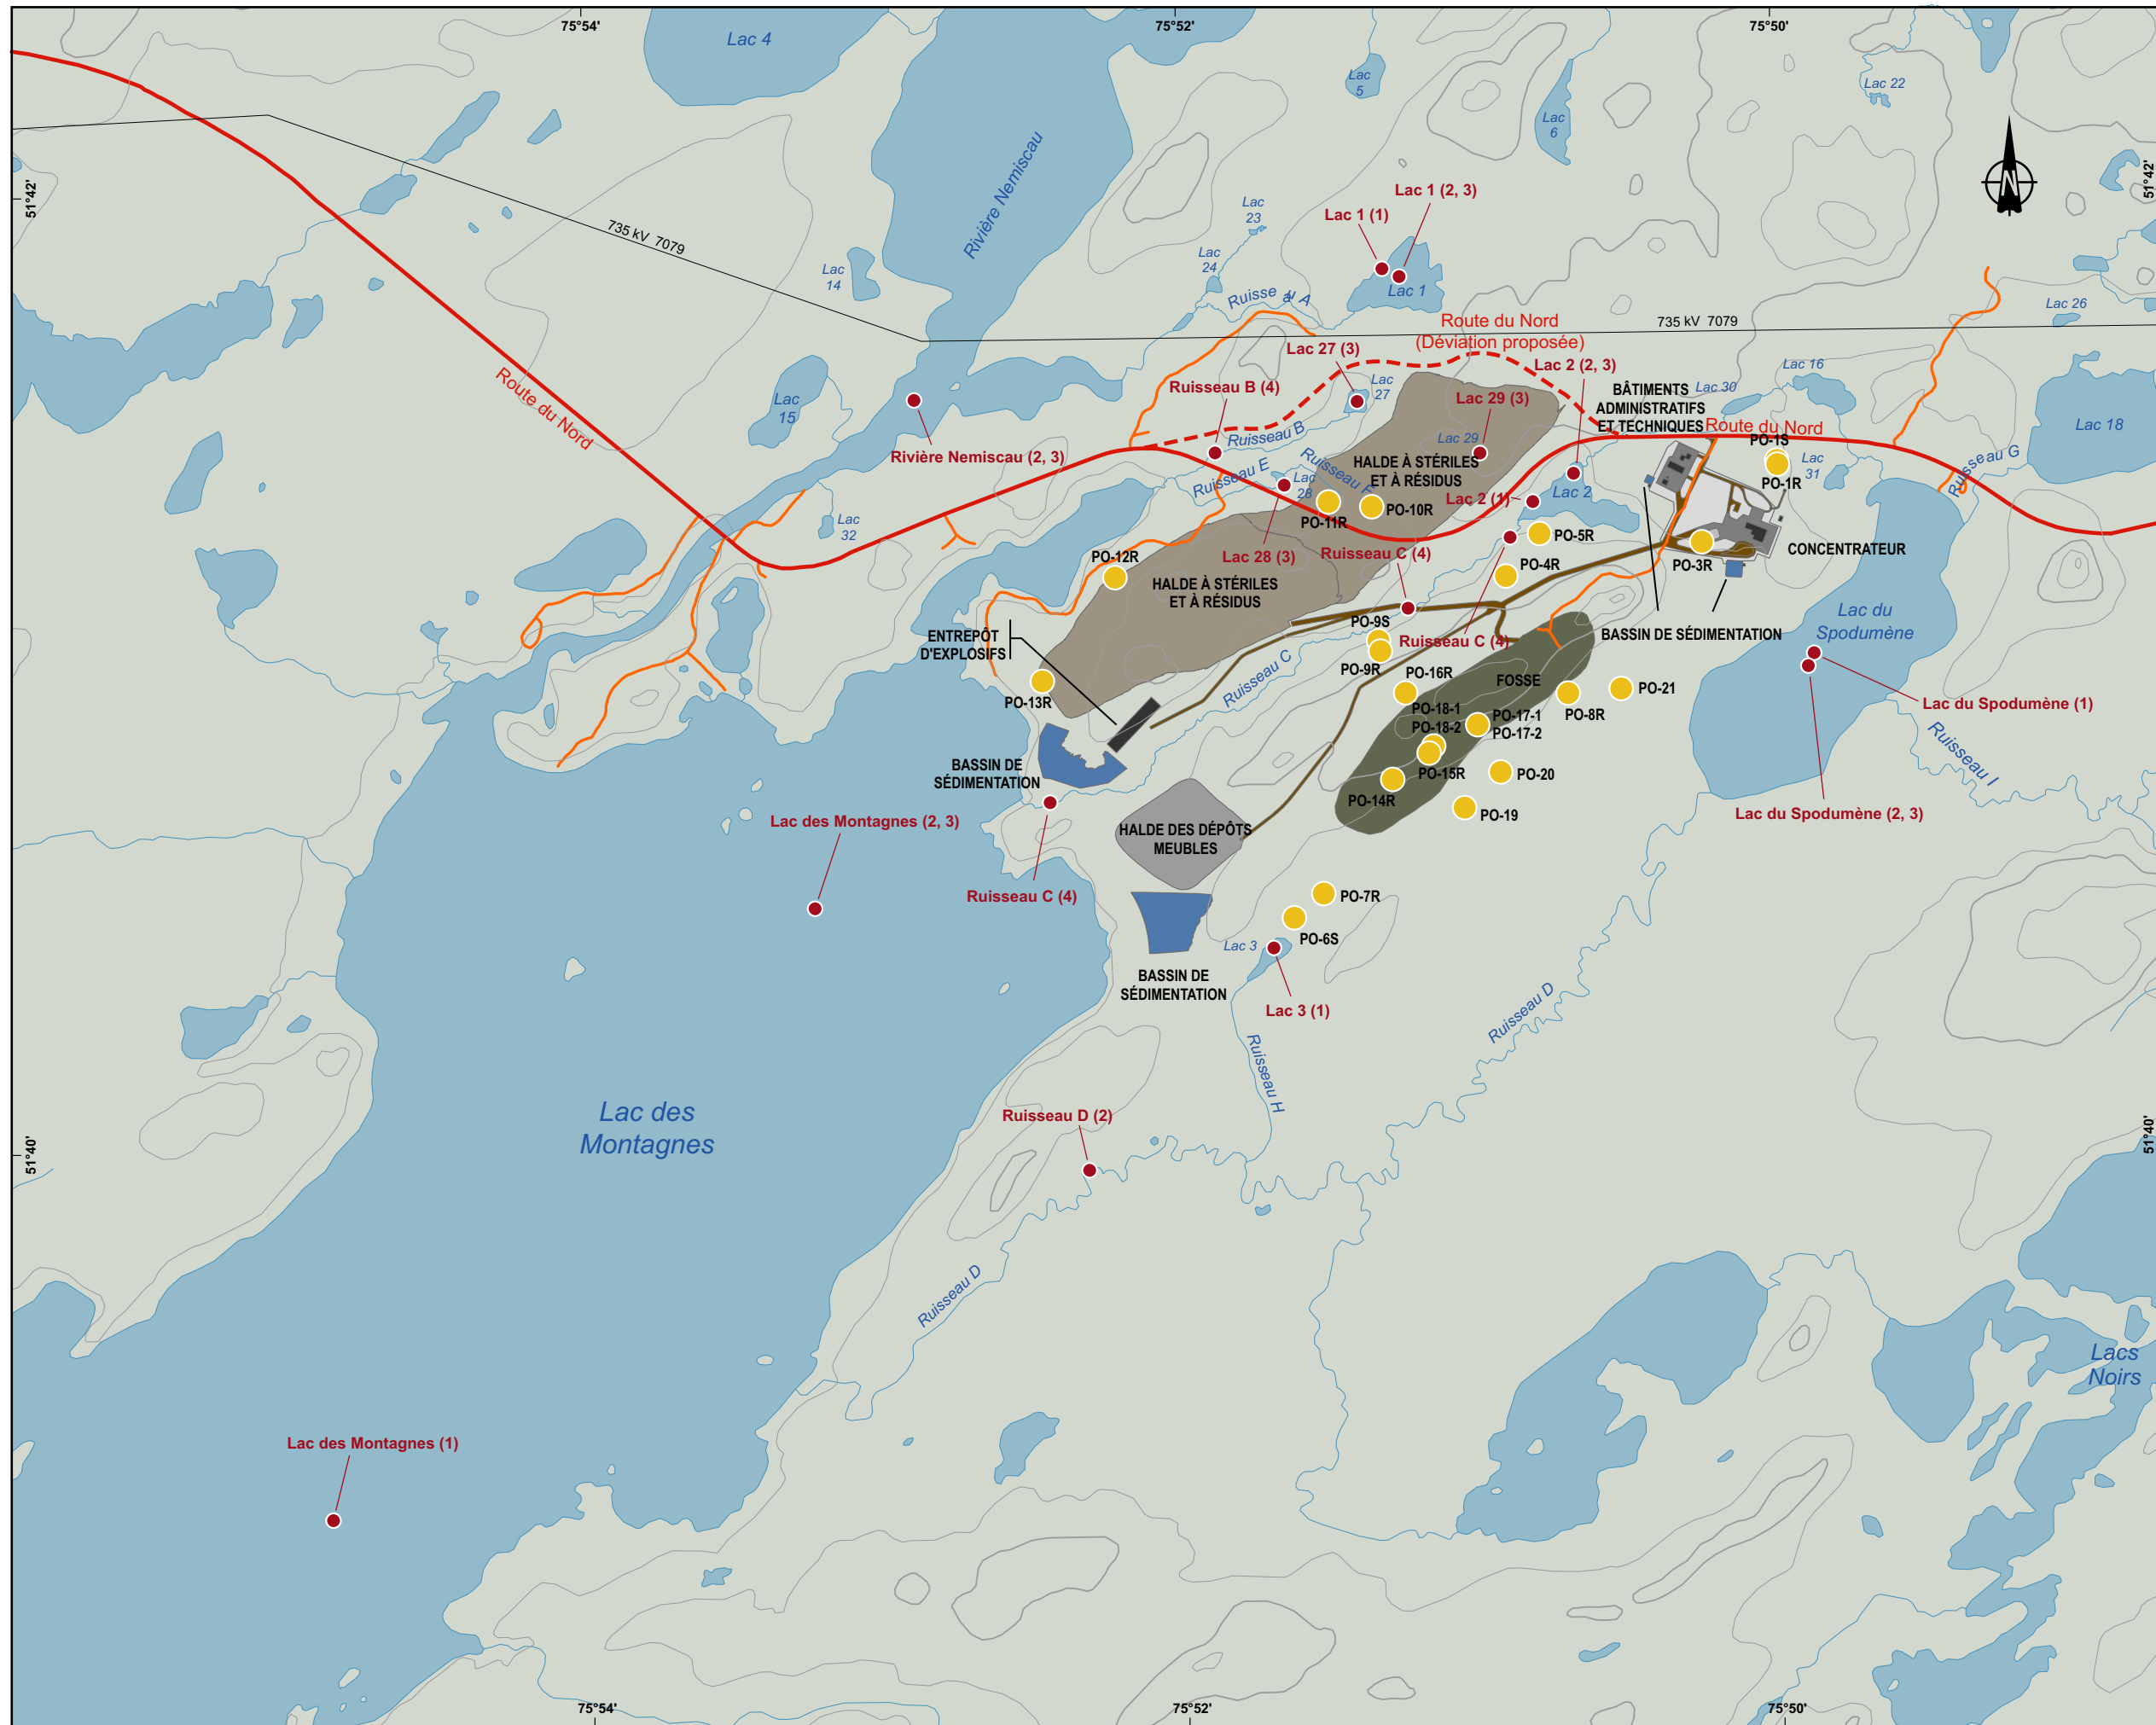 75°54'
75°52'
75°50'
Lac 4
Lac
5
Lac 22
Lac
6
51°42'
51°42'
Rivière Nemiscau
N
Lac 1 (2, 3)
Lac 1 (1)
Lac
23
735 kV 7079
Lac
24
Lac
14
Ruisseau A
Lac 1
Lac 26
Route du Nord
(Déviation proposée)
735 kV 7079
Lac 27 (3)
Lac 2 (2, 3)
Lac 16
Route du Nord
Ruisseau B (4)
Lac
27
BÂTIMENTS
ADMINISTRATIFS
ET TECHNIQUES
Lac 30
Lac
15
Lac 29 (3)
Lac 18
Route du Nord
Ruisseau B
Lac 29
PO-1S
Rivière Nemiscau (2, 3)
HALDE À STÉRILES
ET À RÉSIDUS
Lac
31
Ruisseau G
Ruisseau E
Ruisseau F
PO-1R
Lac
28
Lac 2 (1)
Lac 2
PO-11R
PO-10R
Lac
32
PO-5R
CONCENTRATEUR
PO-12R
Lac 28 (3)
Ruisseau C (4)
PO-4R
PO-3R
HALDE À STÉRILES
ET À RÉSIDUS
Lac du
Spodumène
PO-9S
ENTREPÔT
D'EXPLOSIFS
Ruisseau C (4)
BASSIN DE SÉDIMENTATION
PO-9R
PO-16R
FOSSE
Ruisseau C
PO-21
PO-13R
PO-18-1
PO-8R
Lac du Spodumène (1)
PO-17-1
PO-18-2
PO-17-2
Ruisseau I
BASSIN DE
SÉDIMENTATION
PO-15R
PO-20
PO-14R
Lac des Montagnes (2, 3)
PO-19
Lac du Spodumène (2, 3)
HALDE DES DÉPÔTS
MEUBLES
Ruisseau C (4)
PO-7R
PO-6S
Lac 3
BASSIN DE
SÉDIMENTATION
Lac 3 (1)
Ruisseau D
Ruisseau H
Lac des
Montagnes
Ruisseau D (2)
51°40'
51°40'
Ruisseau D
Lacs
Noirs
Lac des Montagnes (1)
75°54'
75°52'
75°50'